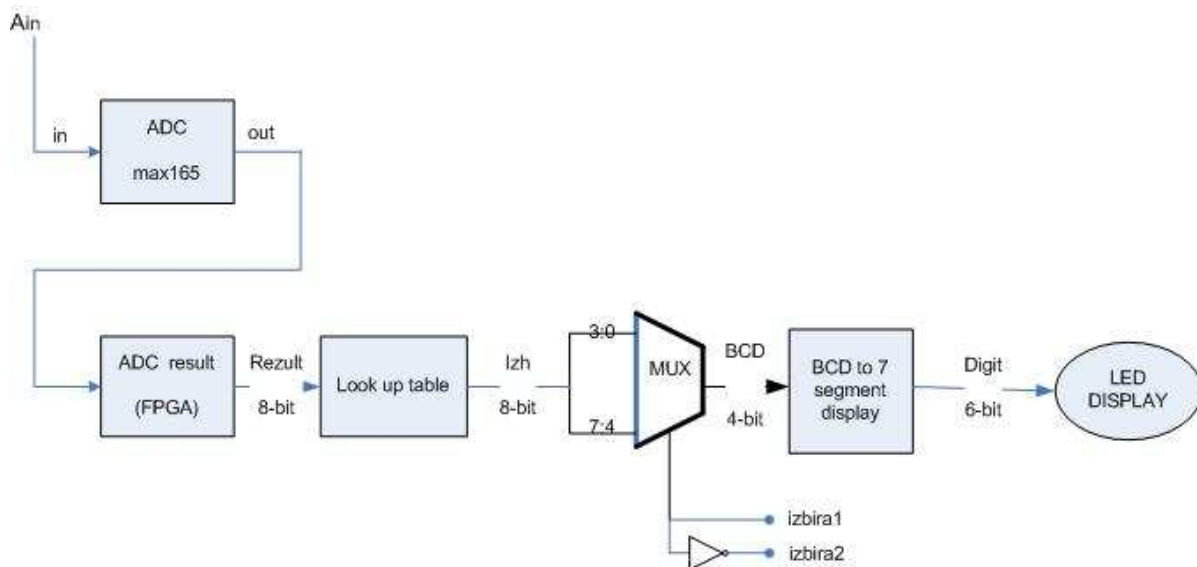 Ain
in
ADC
max165
out
ADC result
(FPGA)
Rezult
8-bit
Look up table
Izh
8-bit
3:0
7:4
MUX
BCD
4-bit
BCD to 7
segment
display
Digit
6-bit
LED
DISPLAY
izbira1
izbira2